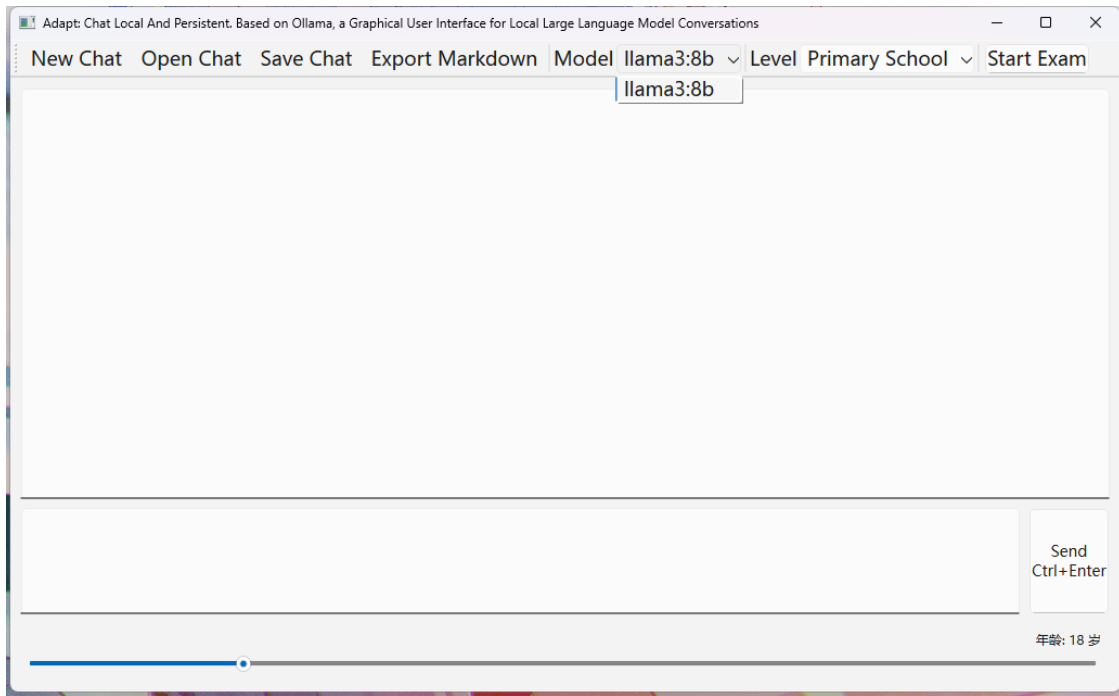 Adapt: Chat Local And Persistent. Based on Ollama, a Graphical User Interface for Local Large Language Model Conversations
New Chat Open Chat Save Chat Export Markdown Model llama3:8b Level Primary School Start Exam
llama3:8b
Send
Ctrl+Enter
年龄: 18 岁